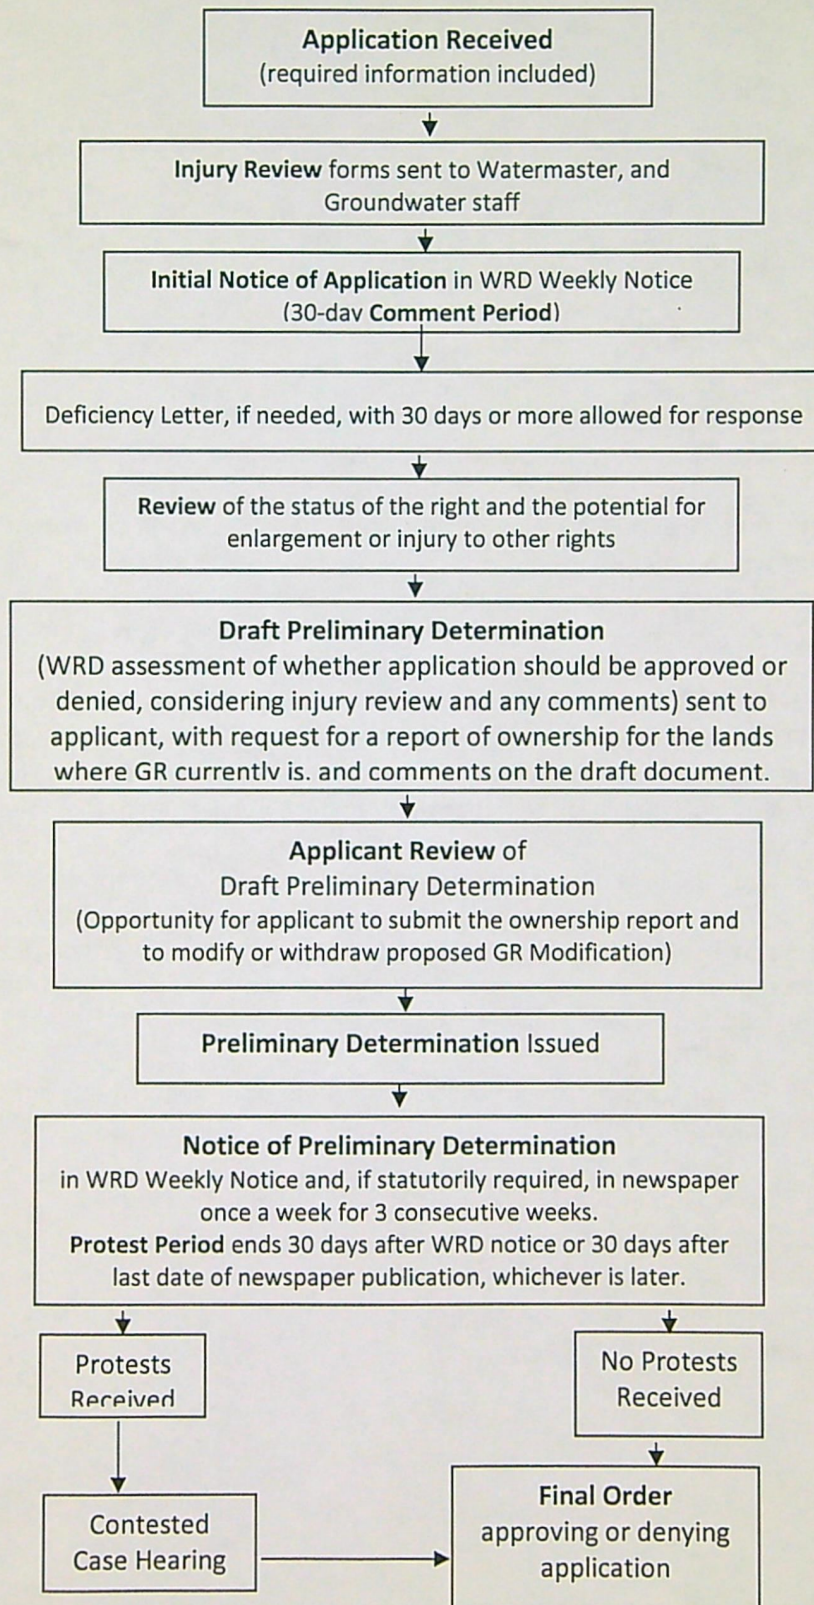 Application Received
(required information included)
Injury Review forms sent to Watermaster, and
Groundwater staff
Initial Notice of Application in WRD Weekly Notice
(30-day Comment Period)
Deficiency Letter, if needed, with 30 days or more allowed for response
Review of the status of the right and the potential for
enlargement or injury to other rights
Draft Preliminary Determination
(WRD assessment of whether application should be approved or
denied, considering injury review and any comments) sent to
applicant, with request for a report of ownership for the lands
where GR currently is. and comments on the draft document.
Applicant Review of
Draft Preliminary Determination
(Opportunity for applicant to submit the ownership report and
to modify or withdraw proposed GR Modification)
Preliminary Determination Issued
Notice of Preliminary Determination
in WRD Weekly Notice and, if statutorily required, in newspaper
once a week for 3 consecutive weeks.
Protest Period ends 30 days after WRD notice or 30 days after
last date of newspaper publication, whichever is later.
Protests
Received
No Protests
Received
Contested
Case Hearing
Final Order
approving or denying
application